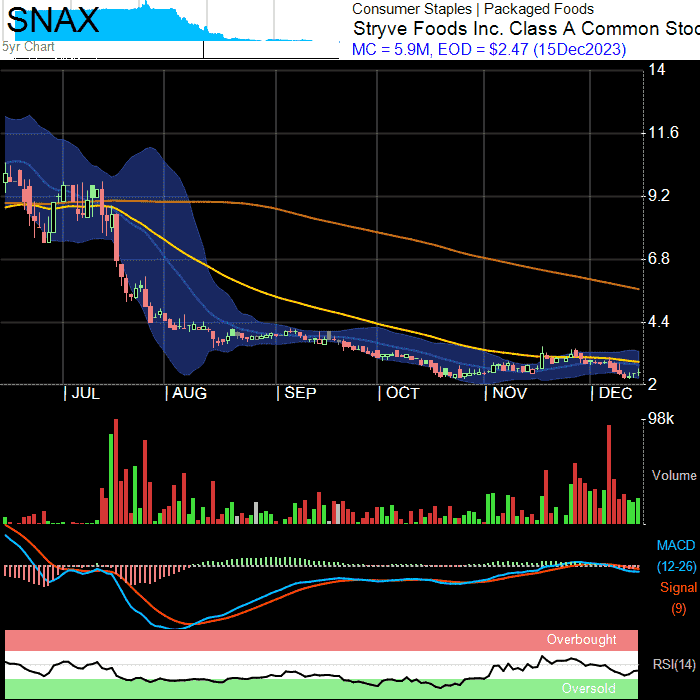 SNAX
5yr Chart
Consumer Staples | Packaged Foods
Stryve Foods Inc. Class A Common Stoc
MC = 5.9M, EOD = $2.47 (15Dec2023)
14
11.6
9.2
6.8
4.4
2
| JUL | AUG | SEP | OCT | NOV | DEC
98k
Volume
MACD
(12-26)
Signal
(9)
Overbought
RSI(14)
Oversold